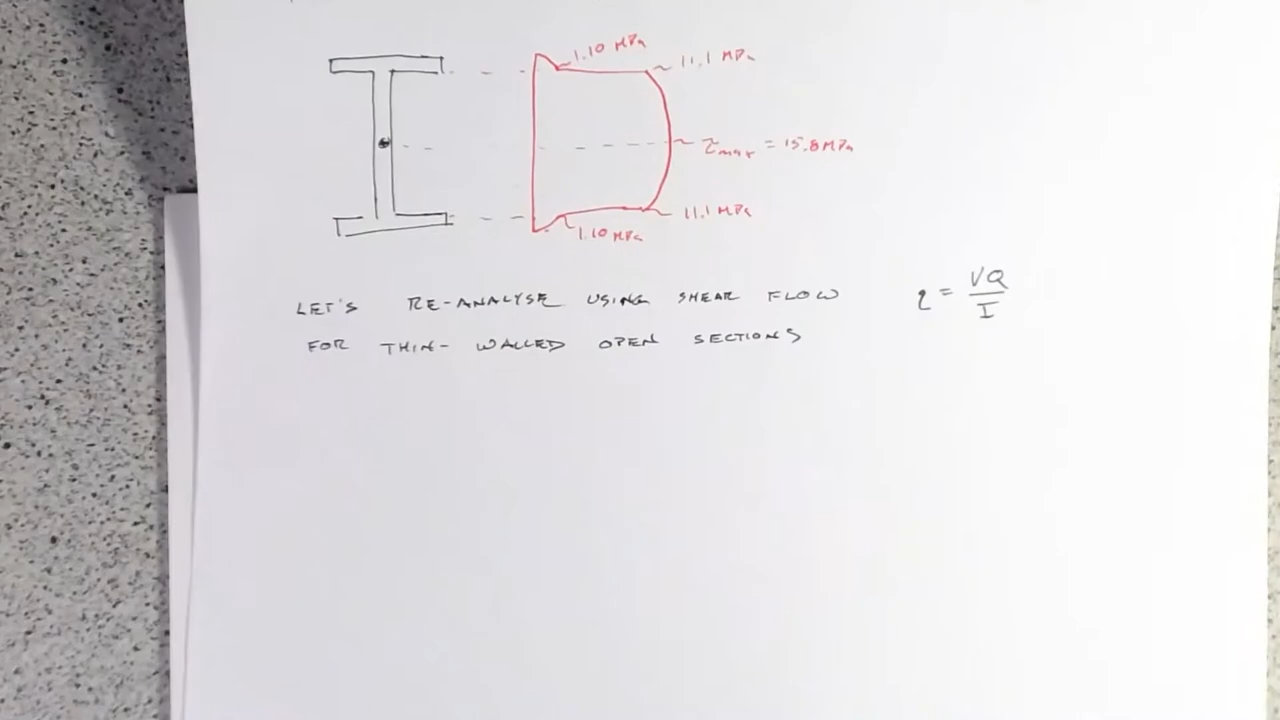 1.10 MPa
11.1 MPa
τmax = 15.8 MPa
11.1 MPa
1.10 MPa
LET'S RE-ANALYSE USING SHEAR FLOW
FOR THIN-WALLED OPEN SECTIONS
q = VQ/I